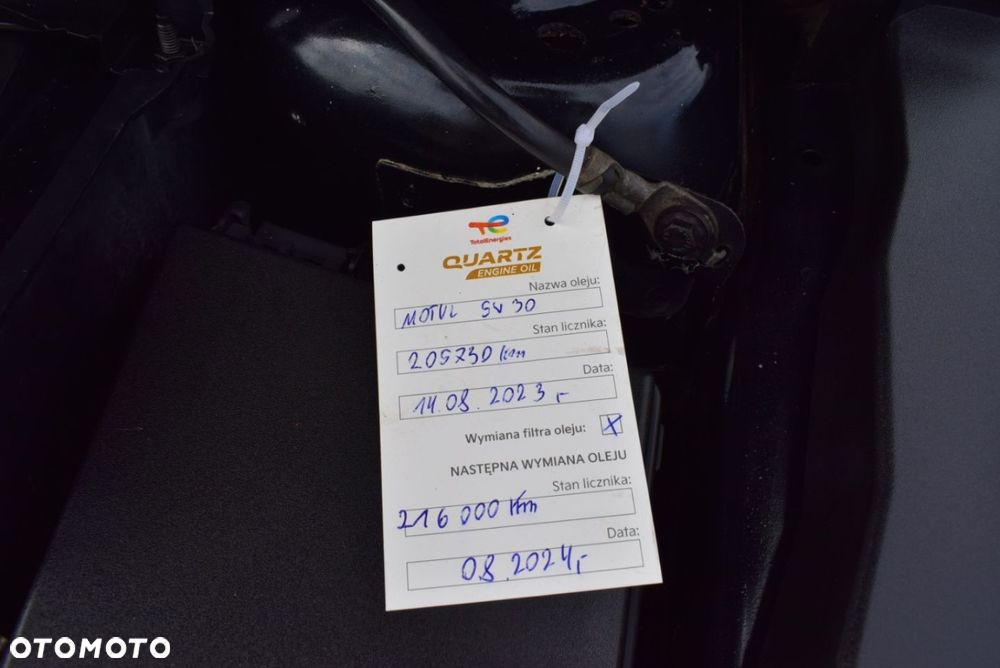 TotalEnergies
QUARTZ
ENGINE OIL
Nazwa oleju:
MOTUL 5W30
Stan licznika:
205730 km
Data:
14.08.2023,-
Wymiana filtra oleju: X
NASTĘPNA WYMIANA OLEJU
Stan licznika:
216 000 km
Data:
08.2024,-
OTOMOTO